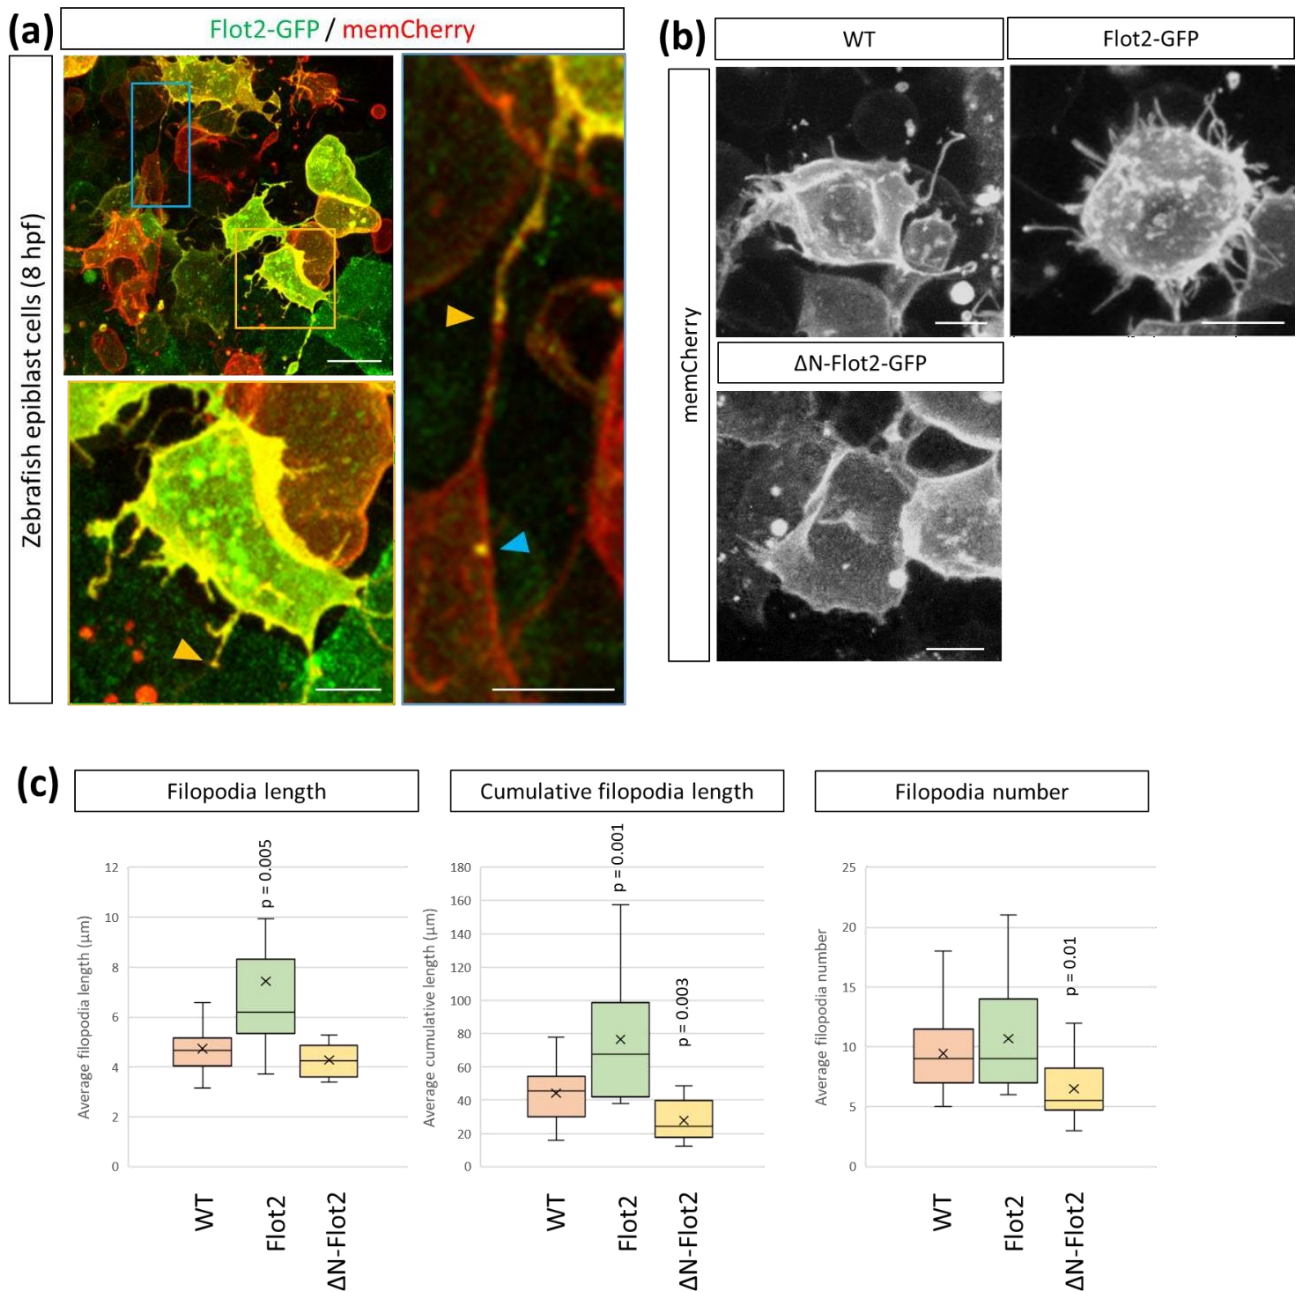 (a)
Flot2-GFP / memCherry
Zebrafish epiblast cells (8 hpf)
(b)
WT
Flot2-GFP
memCherry
ΔN-Flot2-GFP
(c)
Filopodia length
Cumulative filopodia length
Filopodia number
Average filopodia length (µm)
12
10
8
6
4
2
0
p = 0.005
WT
Flot2
ΔN-Flot2
Average cumulative length (µm)
180
160
140
120
100
80
60
40
20
0
p = 0.001
p = 0.003
WT
Flot2
ΔN-Flot2
Average filopodia number
25
20
15
10
5
0
p = 0.01
WT
Flot2
ΔN-Flot2